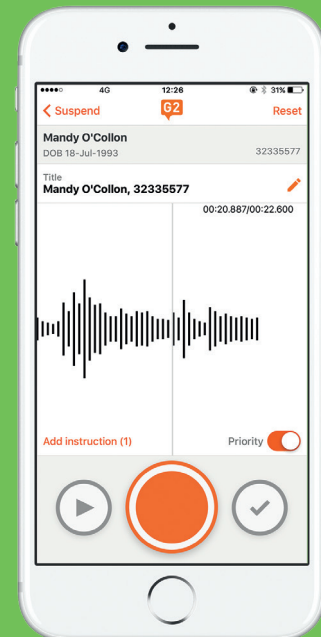 4G 12:26 31%
Suspend G2 Reset
Mandy O'Collon
DOB 18-Jul-1993 32335577
Title
Mandy O'Collon, 32335577
00:20.887/00:22.600
Add instruction (1) Priority